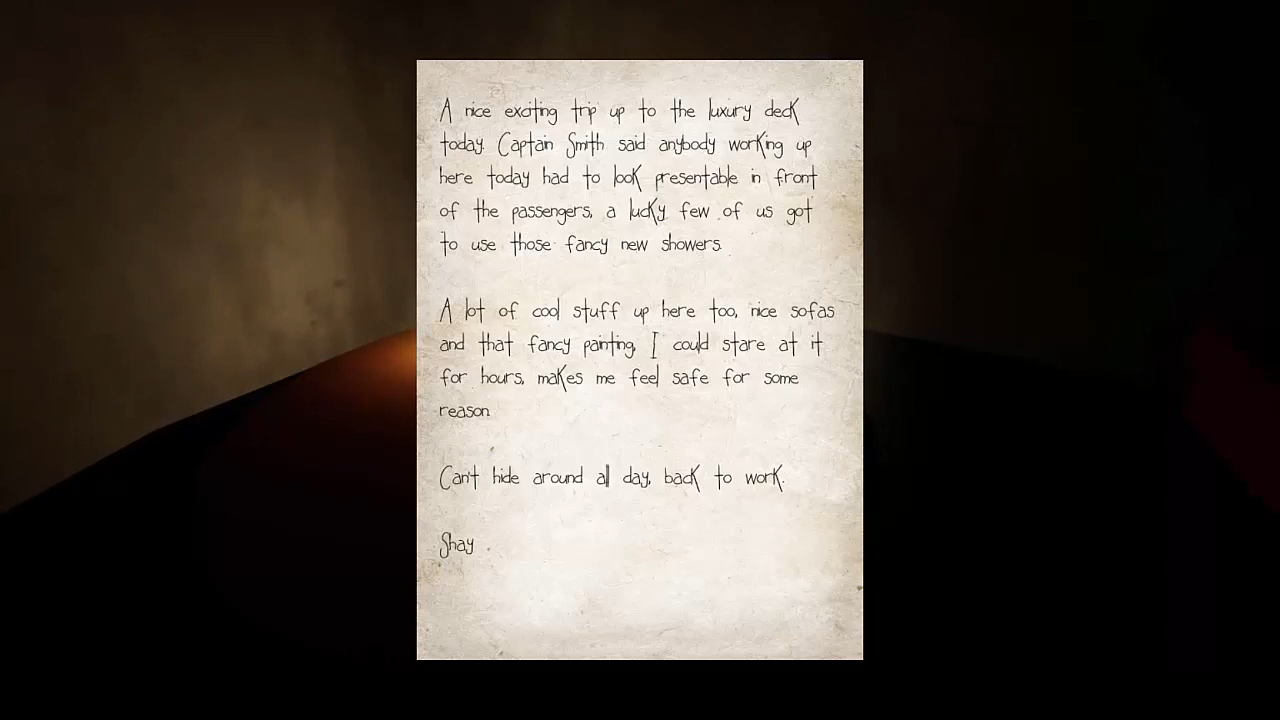 A nice exciting trip up to the luxury deck
today. Captain Smith said anybody working up
here today had to look presentable in front
of the passengers, a lucky few of us got
to use those fancy new showers.
A lot of cool stuff up here too, nice sofas
and that fancy painting, I could stare at it
for hours, makes me feel safe for some
reason.
Can't hide around all day, back to work.
Shay